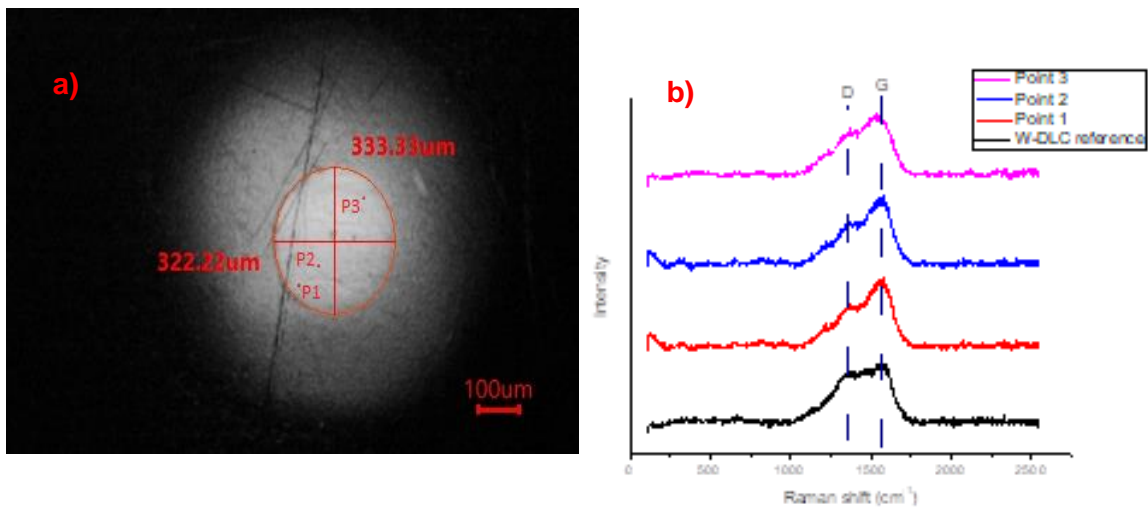 a)
333.33um
P3
322.22um
P2
P1
100um
b)
D G
Point 3
Point 2
Point 1
W-DLC reference
Intensity
0 500 1000 1500 2000 2500
Raman shift (cm⁻¹)